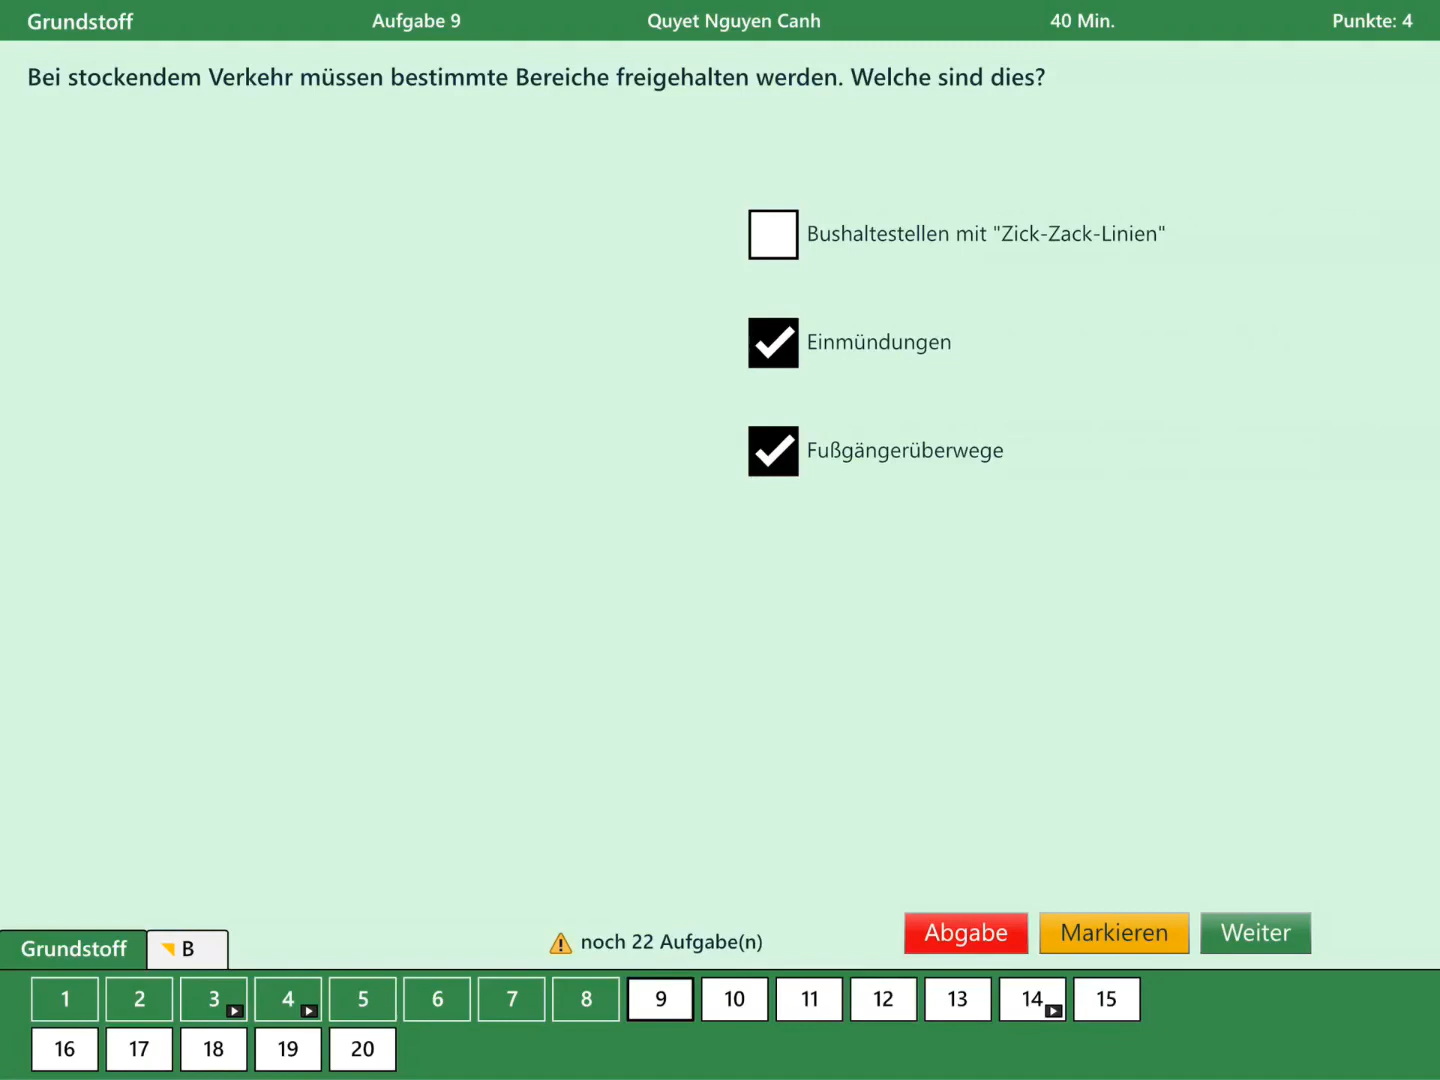 Grundstoff Aufgabe 9 Quyet Nguyen Canh 40 Min. Punkte: 4
Bei stockendem Verkehr müssen bestimmte Bereiche freigehalten werden. Welche sind dies?
Bushaltestellen mit "Zick-Zack-Linien"
Einmündungen
Fußgängerüberwege
Grundstoff B noch 22 Aufgabe(n) Abgabe Markieren Weiter
1 2 3 4 5 6 7 8 9 10 11 12 13 14 15
16 17 18 19 20